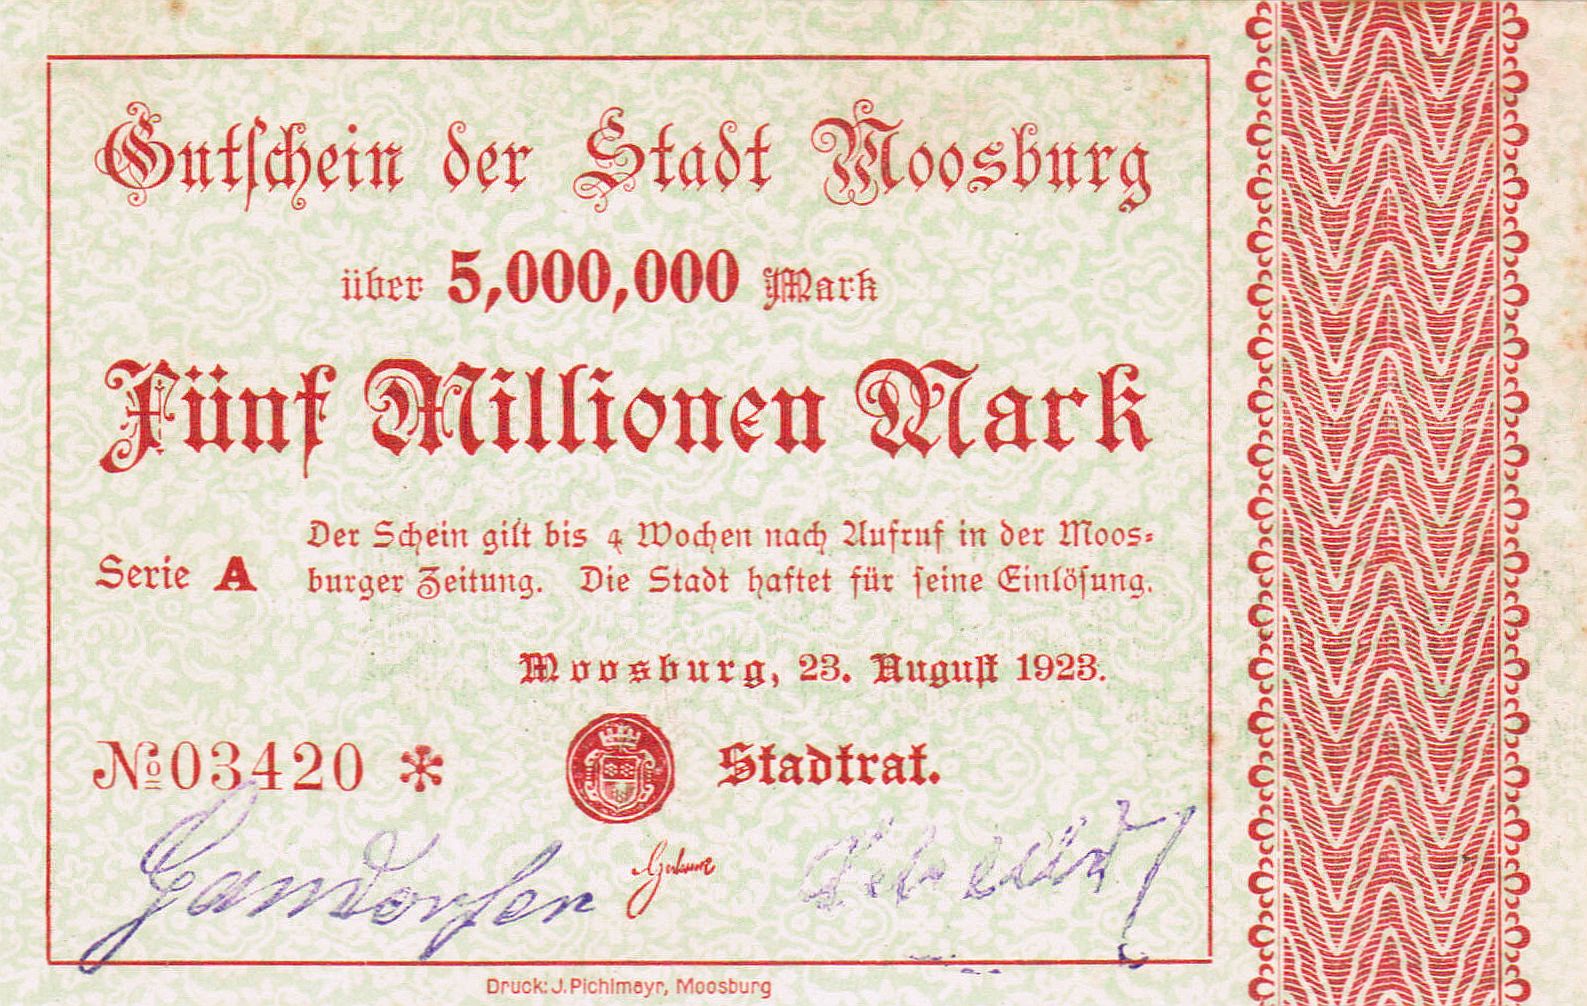 Gutschein der Stadt Moosburg
über 5,000,000 Mark
Fünf Millionen Mark
Serie A
Der Schein gilt bis 4 Wochen nach Aufruf in der Moos-
burger Zeitung. Die Stadt haftet für seine Einlösung.
Moosburg, 23. August 1923.
№ 03420 * Stadtrat.
Gandorfer
Druck: J. Pichlmayr, Moosburg